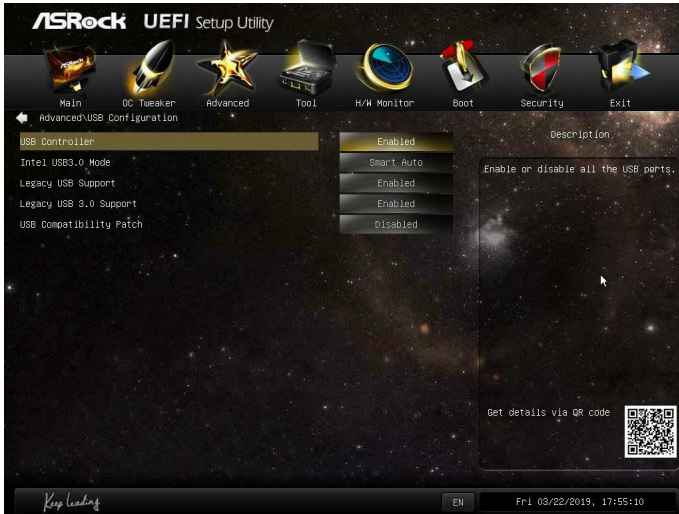 ASRock UEFI Setup Utility
Main OC Tweaker Advanced Tool H/W Monitor Boot Security Exit
Advanced\USB Configuration
USB Controller Enabled
Intel USB3.0 Mode Smart Auto
Legacy USB Support Enabled
Legacy USB 3.0 Support Enabled
USB Compatibility Patch Disabled
Description
Enable or disable all the USB ports.
Get details via QR code
Keep Leading
EN
Fri 03/22/2019, 17:55:10